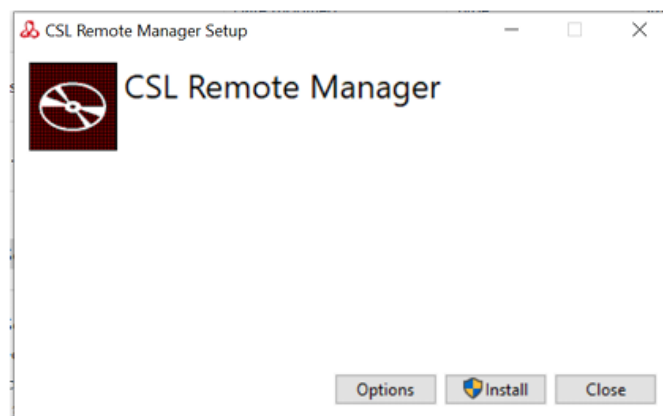 CSL Remote Manager Setup
CSL Remote Manager
Options
Install
Close